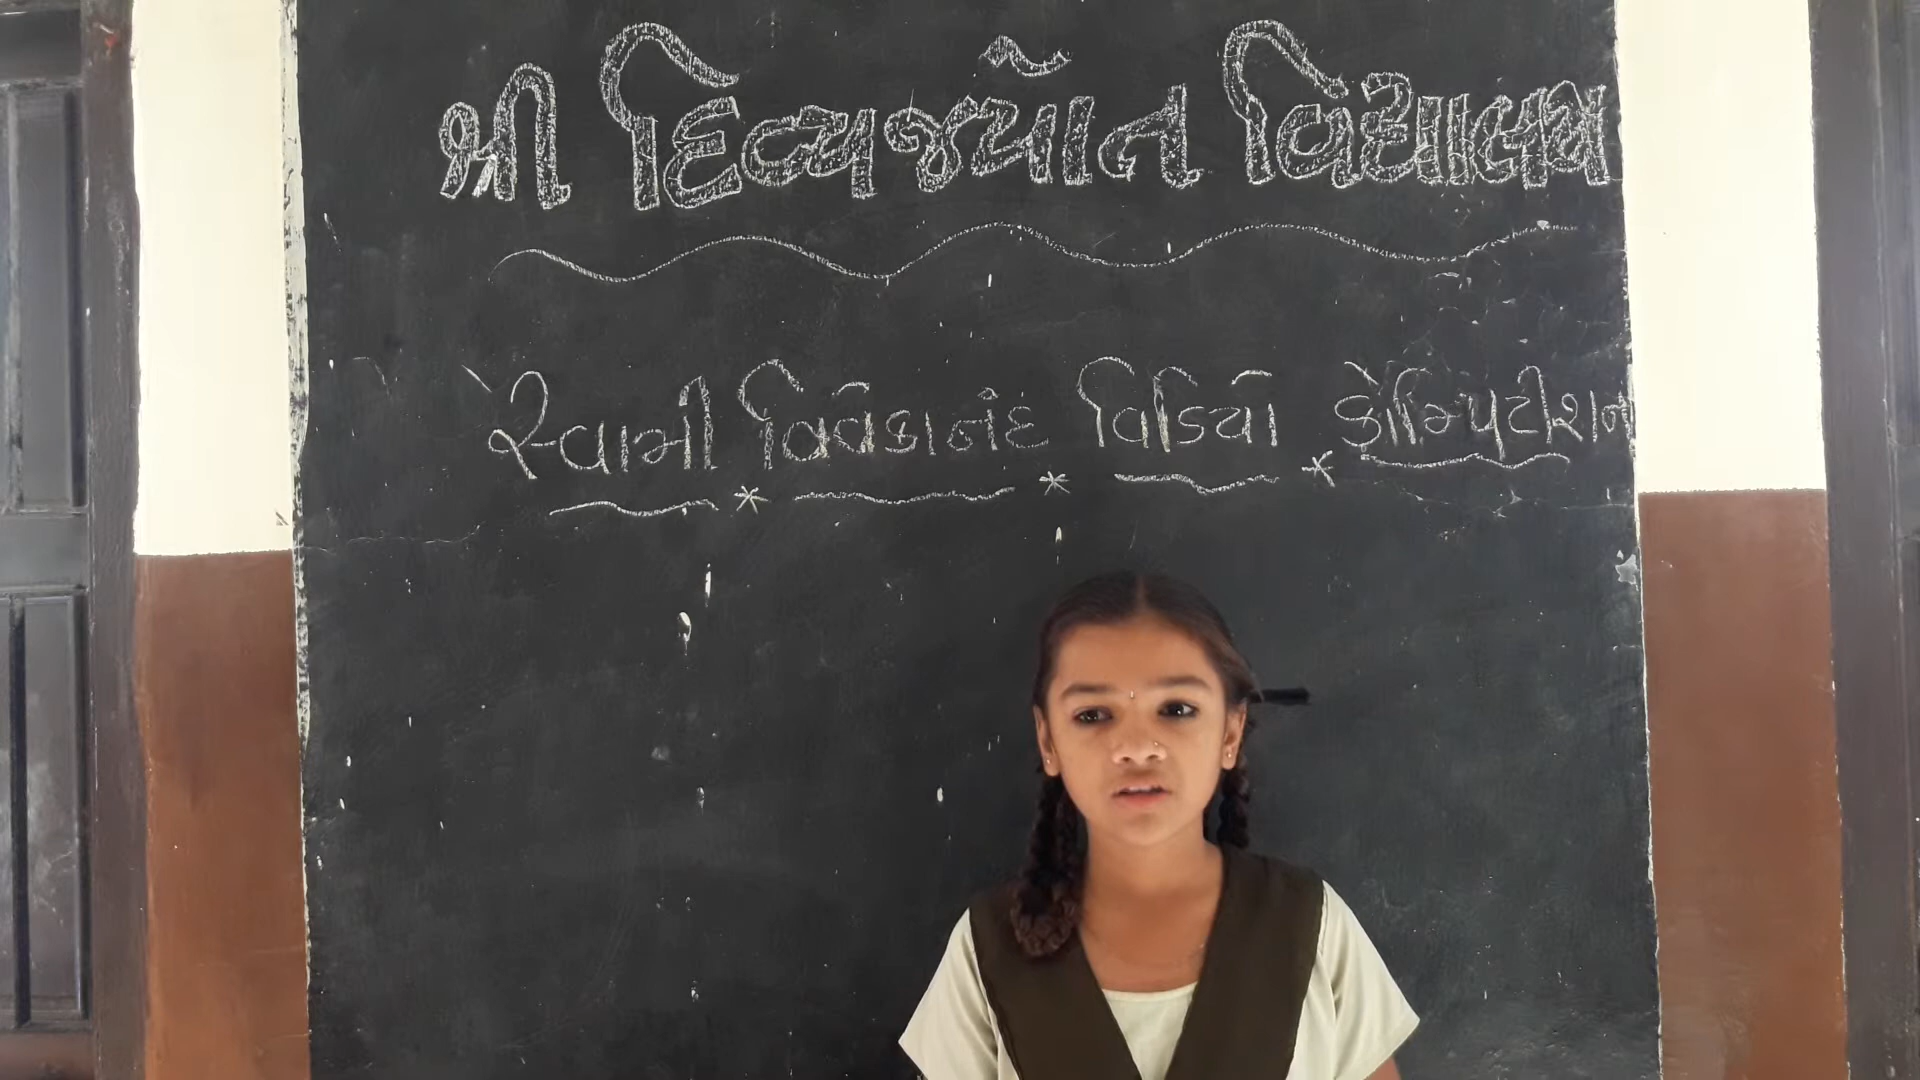 શ્રી દિવ્યજ્યોત વિદ્યાલય
સ્વામી વિવેકાનંદ વિડિયો કોમ્પિટીશન